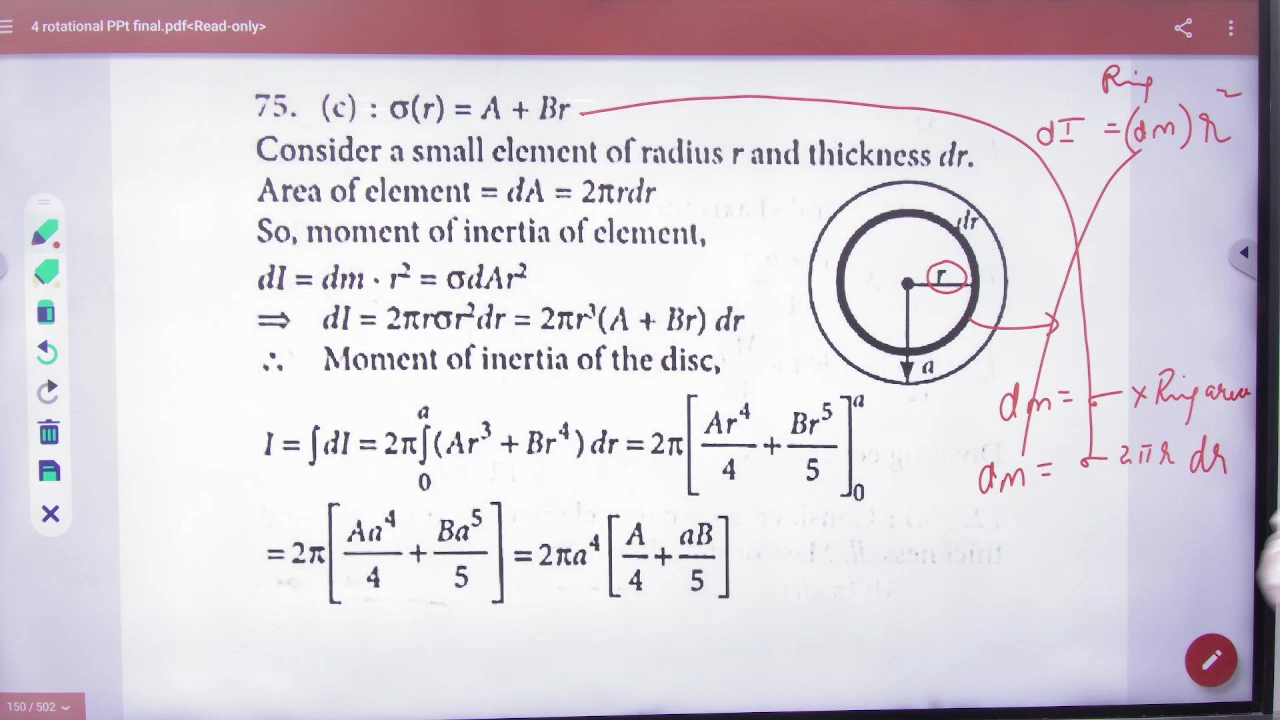 4 rotational PPt final.pdf<Read-only>
75. (c) : σ(r) = A + Br
Consider a small element of radius r and thickness dr.
Area of element = dA = 2πrdr
So, moment of inertia of element,
dI = dm · r² = σdAr²
⇒ dI = 2πrσr²dr = 2πr³(A + Br) dr
∴ Moment of inertia of the disc,
I = ∫dI = 2π∫₀ᵃ(Ar³ + Br⁴) dr = 2π[Ar⁴/4 + Br⁵/5]₀ᵃ
= 2π[Aa⁴/4 + Ba⁵/5] = 2πa⁴[A/4 + aB/5]
dr
r
a
Ring
dI = (dm) r²
dm = σ × Ring area
dm = σ 2πr dr
150 / 502